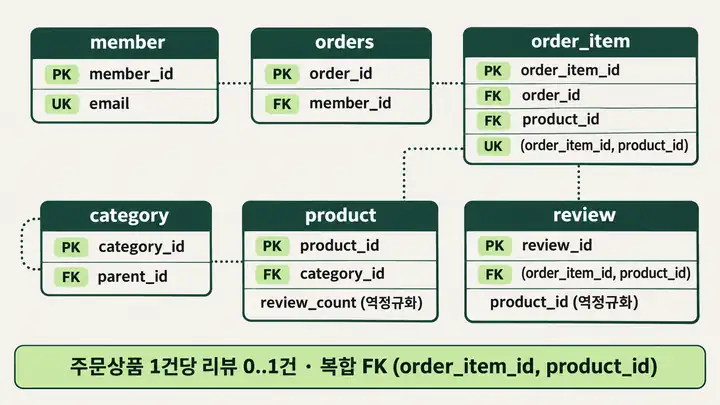 member
PK member_id
UK email
orders
PK order_id
FK member_id
order_item
PK order_item_id
FK order_id
FK product_id
UK (order_item_id, product_id)
category
PK category_id
FK parent_id
product
PK product_id
FK category_id
review_count (역정규화)
review
PK review_id
FK (order_item_id, product_id)
product_id (역정규화)
주문상품 1건당 리뷰 0..1건 · 복합 FK (order_item_id, product_id)